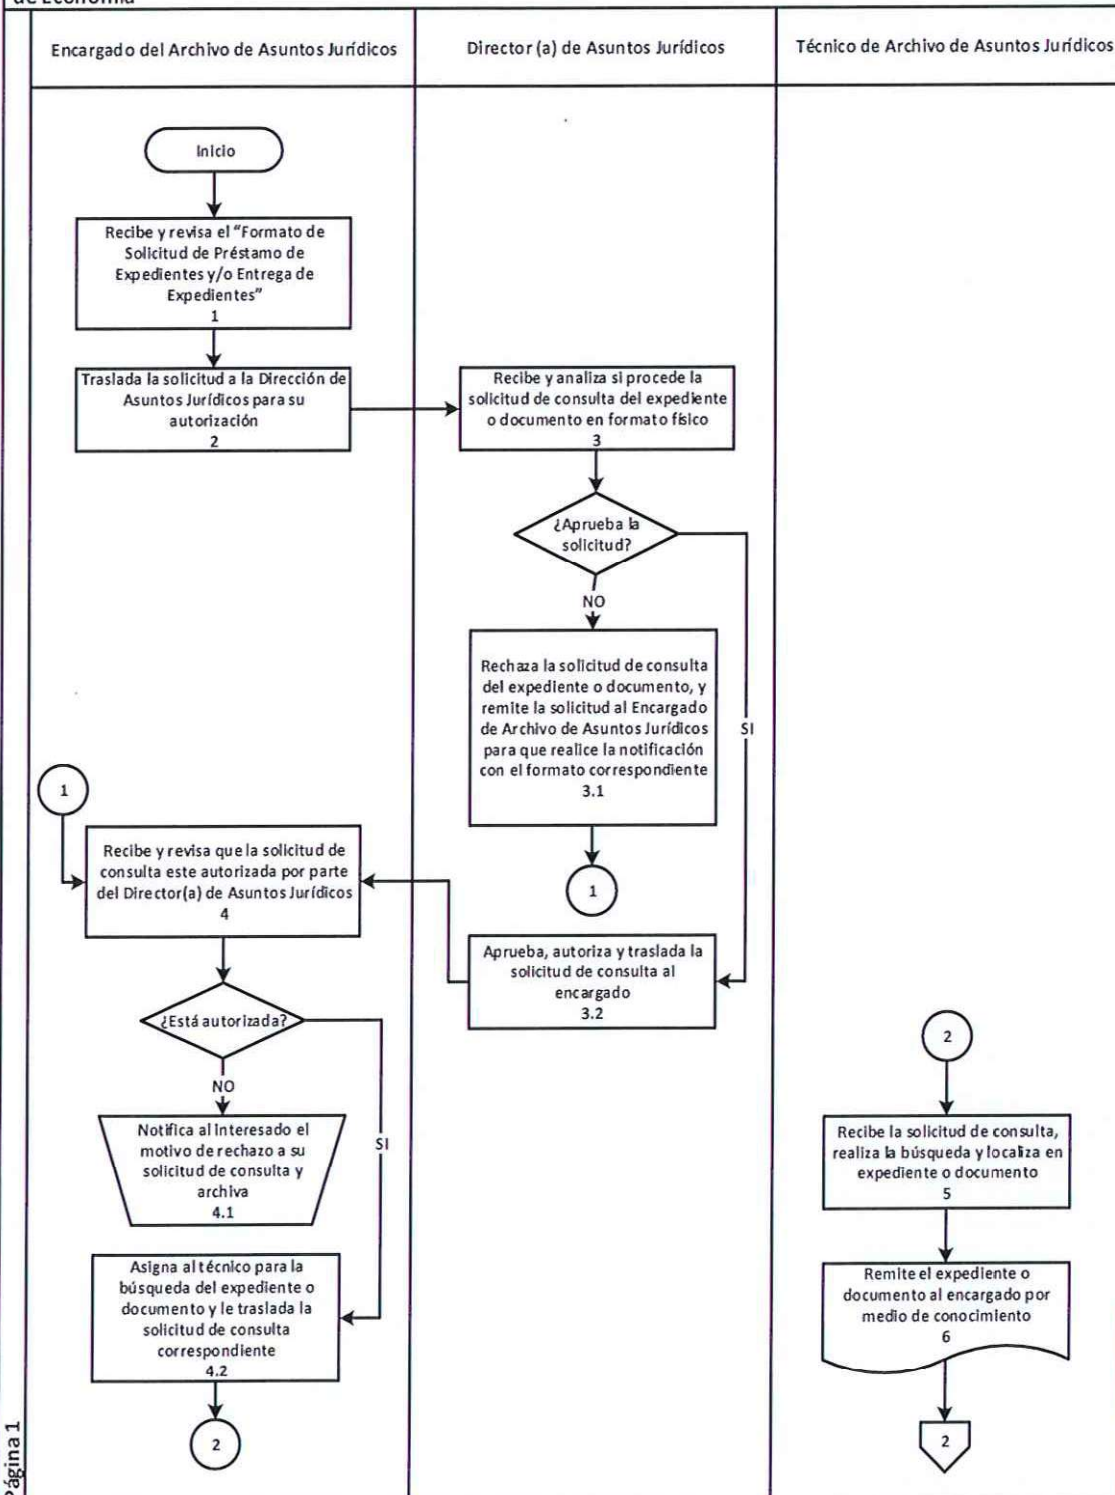 de Economía
Encargado del Archivo de Asuntos Jurídicos
Director (a) de Asuntos Jurídicos
Técnico de Archivo de Asuntos Jurídicos
Inicio
Recibe y revisa el "Formato de
Solicitud de Préstamo de
Expedientes y/o Entrega de
Expedientes"
1
Traslada la solicitud a la Dirección de
Asuntos Jurídicos para su
autorización
2
Recibe y analiza si procede la
solicitud de consulta del expediente
o documento en formato físico
3
¿Aprueba la
solicitud?
NO
SI
Rechaza la solicitud de consulta
del expediente o documento, y
remite la solicitud al Encargado
de Archivo de Asuntos Jurídicos
para que realice la notificación
con el formato correspondiente
3.1
1
1
Recibe y revisa que la solicitud de
consulta este autorizada por parte
del Director(a) de Asuntos Jurídicos
4
Aprueba, autoriza y traslada la
solicitud de consulta al
encargado
3.2
¿Está autorizada?
NO
SI
Notifica al interesado el
motivo de rechazo a su
solicitud de consulta y
archiva
4.1
Asigna al técnico para la
búsqueda del expediente o
documento y le traslada la
solicitud de consulta
correspondiente
4.2
2
2
Recibe la solicitud de consulta,
realiza la búsqueda y localiza en
expediente o documento
5
Remite el expediente o
documento al encargado por
medio de conocimiento
6
2
Página 1